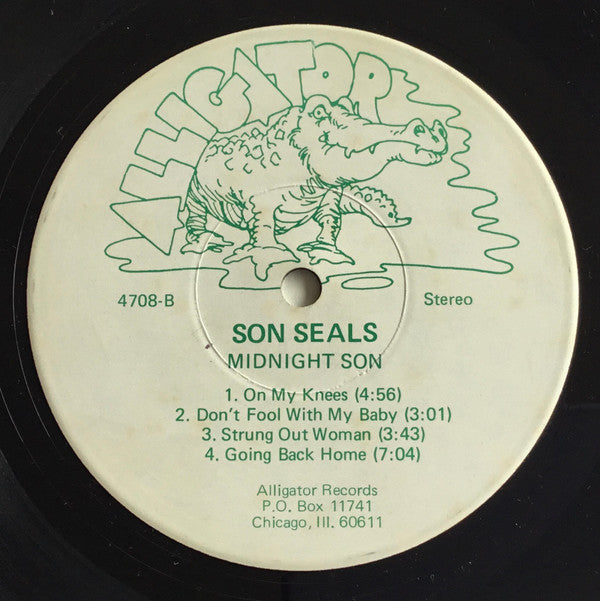 ALLIGATOR
4708-B
Stereo
SON SEALS
MIDNIGHT SON
1. On My Knees (4:56)
2. Don't Fool With My Baby (3:01)
3. Strung Out Woman (3:43)
4. Going Back Home (7:04)
Alligator Records
P.O. Box 11741
Chicago, Ill. 60611